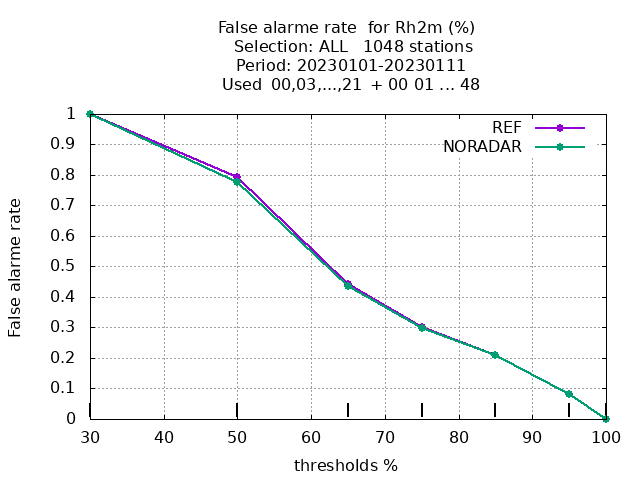 False alarme rate  for Rh2m (%)
Selection: ALL   1048 stations
Period: 20230101-20230111
Used  00,03,...,21  + 00 01 ... 48
REF
NORADAR
1
0.9
0.8
0.7
0.6
0.5
0.4
0.3
0.2
0.1
0
False alarme rate
30 40 50 60 70 80 90 100
thresholds %